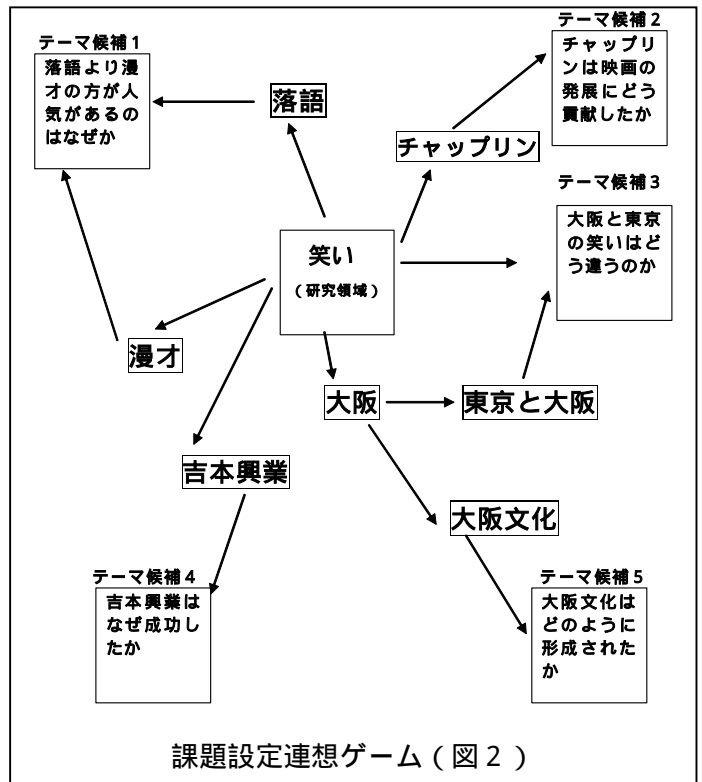 テーマ候補1
落語より漫
才の方が人
気があるの
はなぜか
落語
テーマ候補2
チャップリ
ンは映画の
発展にどう
貢献したか
チャップリン
テーマ候補3
大阪と東京
の笑いはど
う違うのか
笑い
(研究領域)
漫才
大阪
東京と大阪
吉本興業
大阪文化
テーマ候補4
吉本興業は
なぜ成功し
たか
テーマ候補5
大阪文化は
どのように
形成された
か
課題設定連想ゲーム(図2)